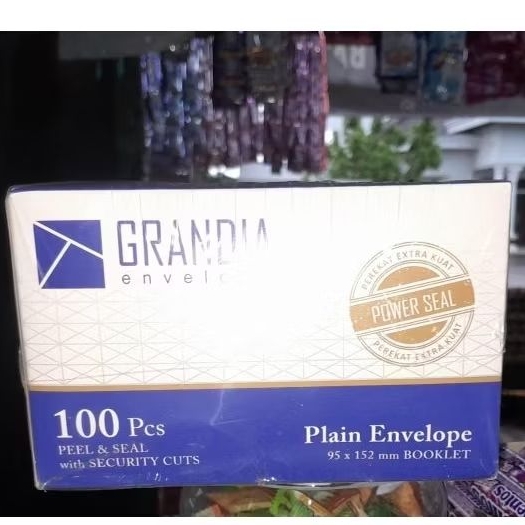 GRANDIA
PEREKAT EXTRA KUAT
POWER SEAL
PEREKAT EXTRA KUAT
100 Pcs
PEEL & SEAL
with SECURITY CUTS
Plain Envelope
95 x 152 mm BOOKLET